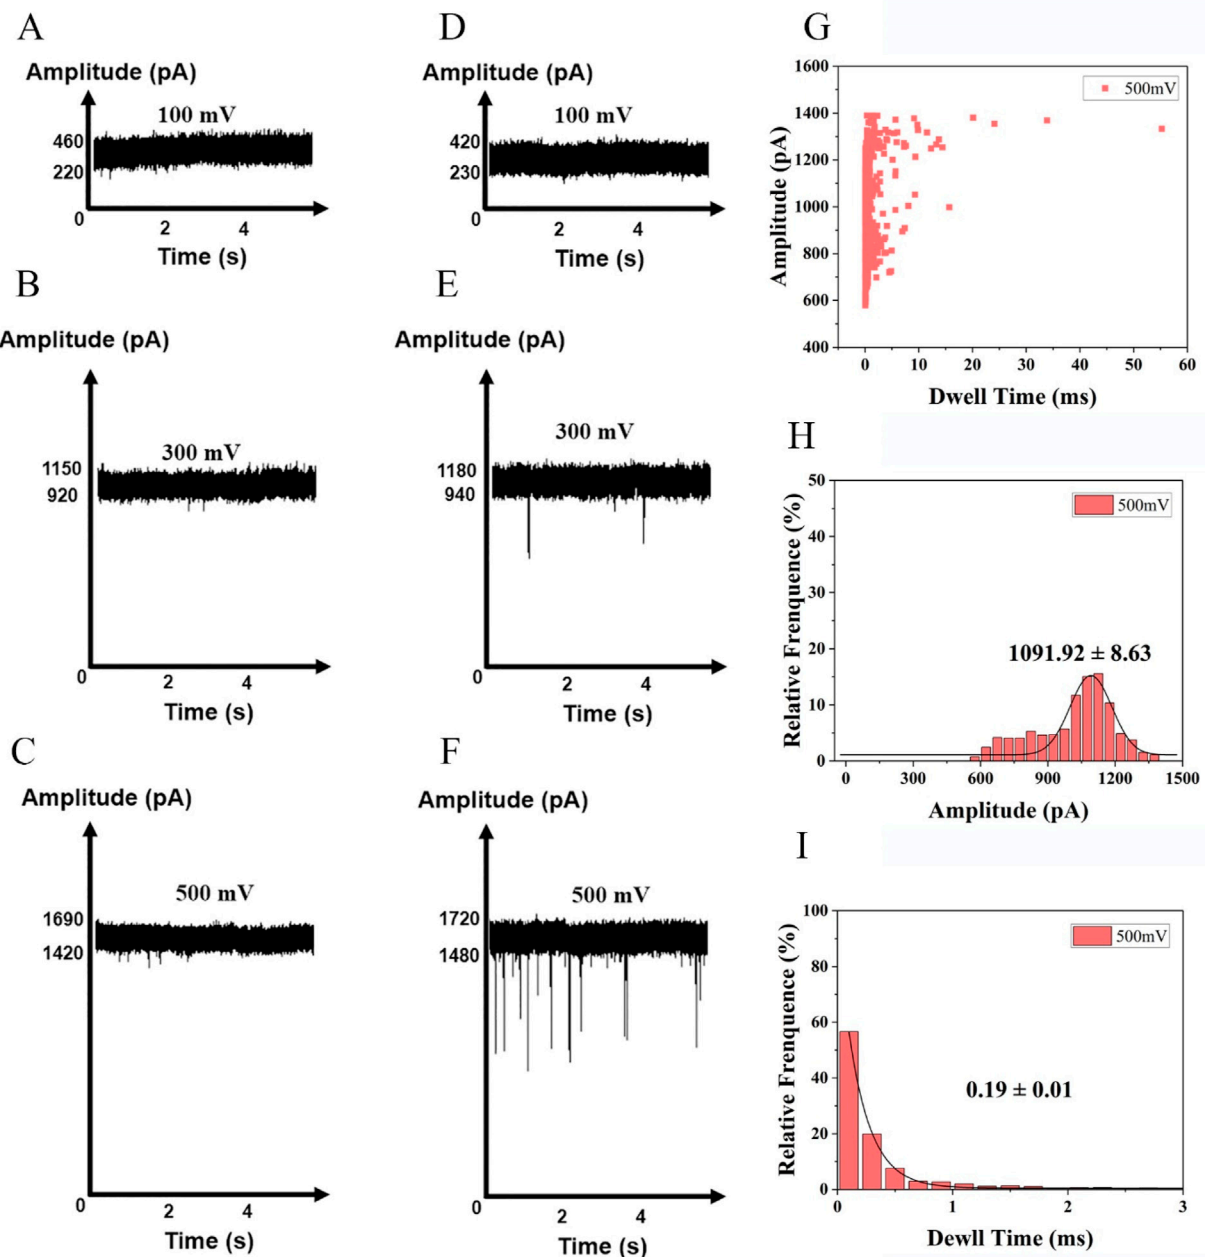 A
Amplitude (pA)
100 mV
460
220
0
2
4
Time (s)
B
Amplitude (pA)
300 mV
1150
920
0
2
4
Time (s)
C
Amplitude (pA)
500 mV
1690
1420
0
2
4
Time (s)
D
Amplitude (pA)
100 mV
420
230
0
2
4
Time (s)
E
Amplitude (pA)
300 mV
1180
940
0
2
4
Time (s)
F
Amplitude (pA)
500 mV
1720
1480
0
2
4
Time (s)
G
1600
1400
1200
1000
800
600
400
Amplitude (pA)
500mV
0 10 20 30 40 50 60
Dwell Time (ms)
H
50
40
30
20
10
0
Relative Frenquence (%)
500mV
1091.92 ± 8.63
0 300 600 900 1200 1500
Amplitude (pA)
I
100
80
60
40
20
0
Relative Frenquence (%)
500mV
0.19 ± 0.01
0 1 2 3
Dewll Time (ms)